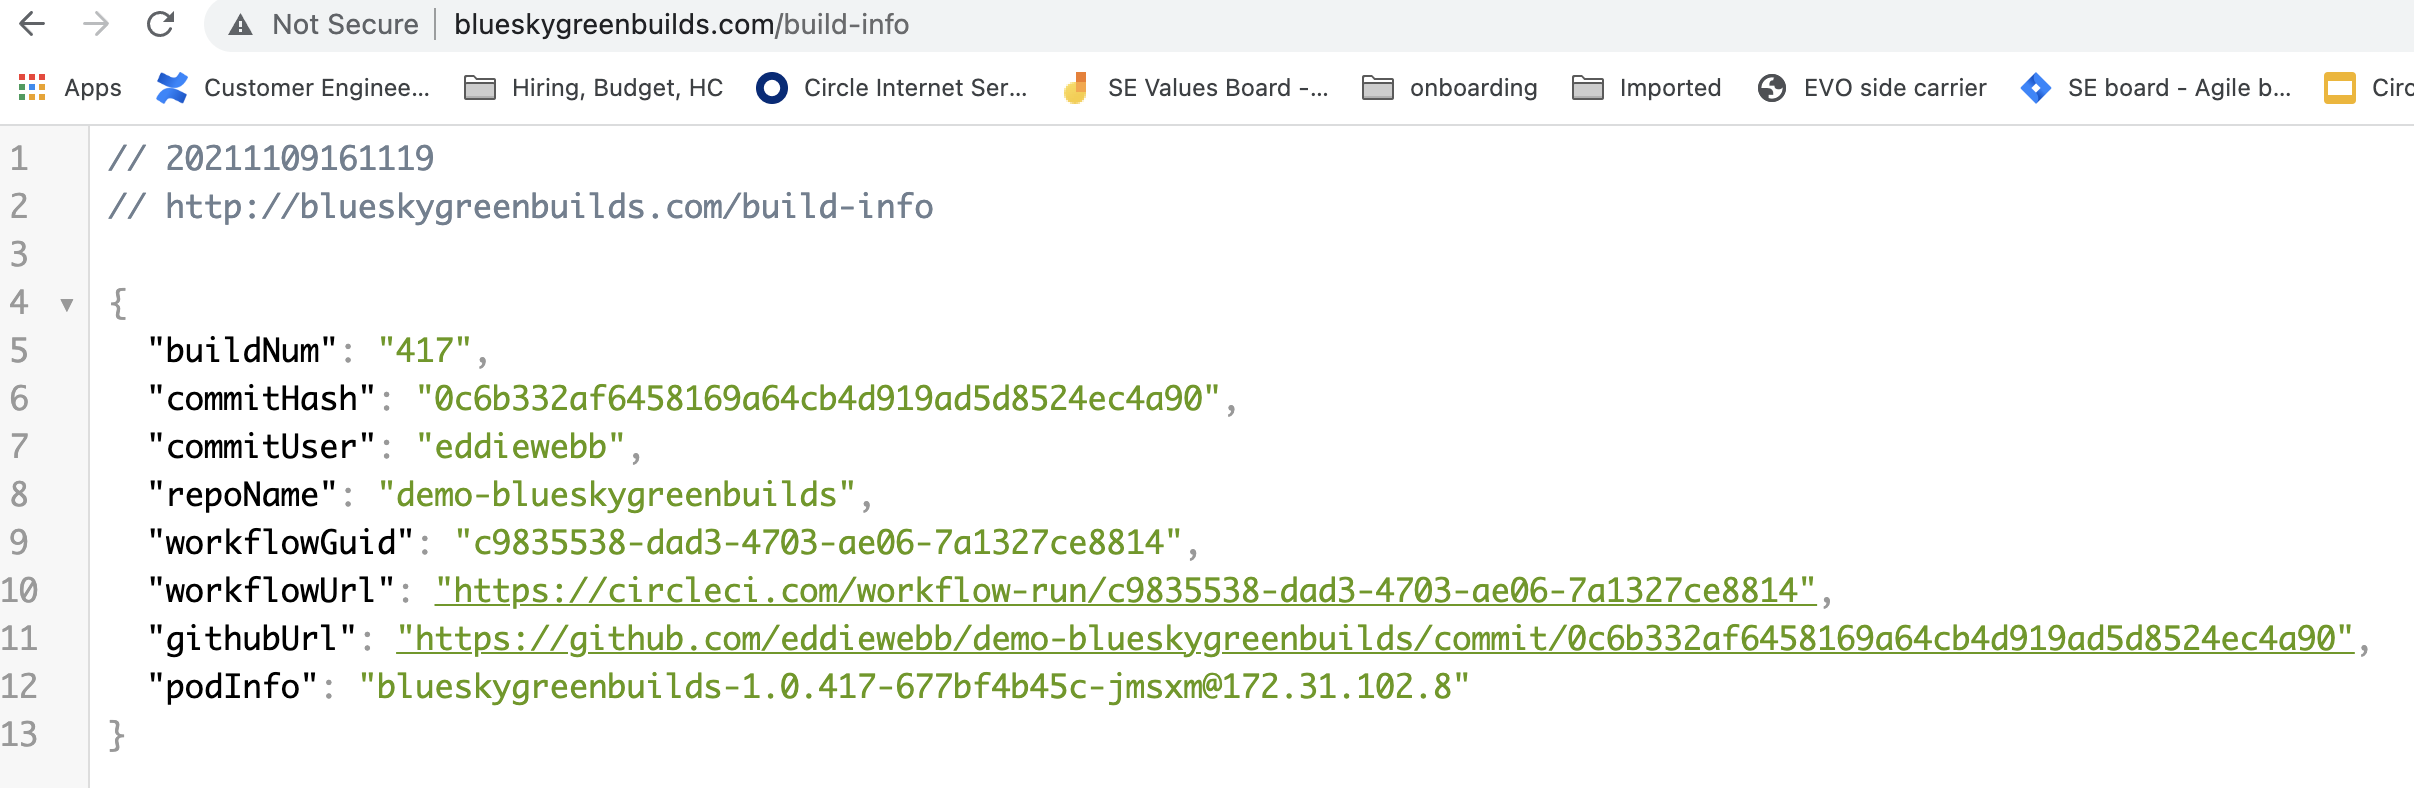 Not Secure | blueskygreenbuilds.com/build-info
Apps Customer Enginee... Hiring, Budget, HC Circle Internet Ser... SE Values Board -... onboarding Imported EVO side carrier SE board - Agile b... Circ
1 // 20211109161119
2 // http://blueskygreenbuilds.com/build-info
3
4 ▼ {
5 "buildNum": "417",
6 "commitHash": "0c6b332af6458169a64cb4d919ad5d8524ec4a90",
7 "commitUser": "eddiewebb",
8 "repoName": "demo-blueskygreenbuilds",
9 "workflowGuid": "c9835538-dad3-4703-ae06-7a1327ce8814",
10 "workflowUrl": "https://circleci.com/workflow-run/c9835538-dad3-4703-ae06-7a1327ce8814",
11 "githubUrl": "https://github.com/eddiewebb/demo-blueskygreenbuilds/commit/0c6b332af6458169a64cb4d919ad5d8524ec4a90",
12 "podInfo": "blueskygreenbuilds-1.0.417-677bf4b45c-jmsxm@172.31.102.8"
13 }